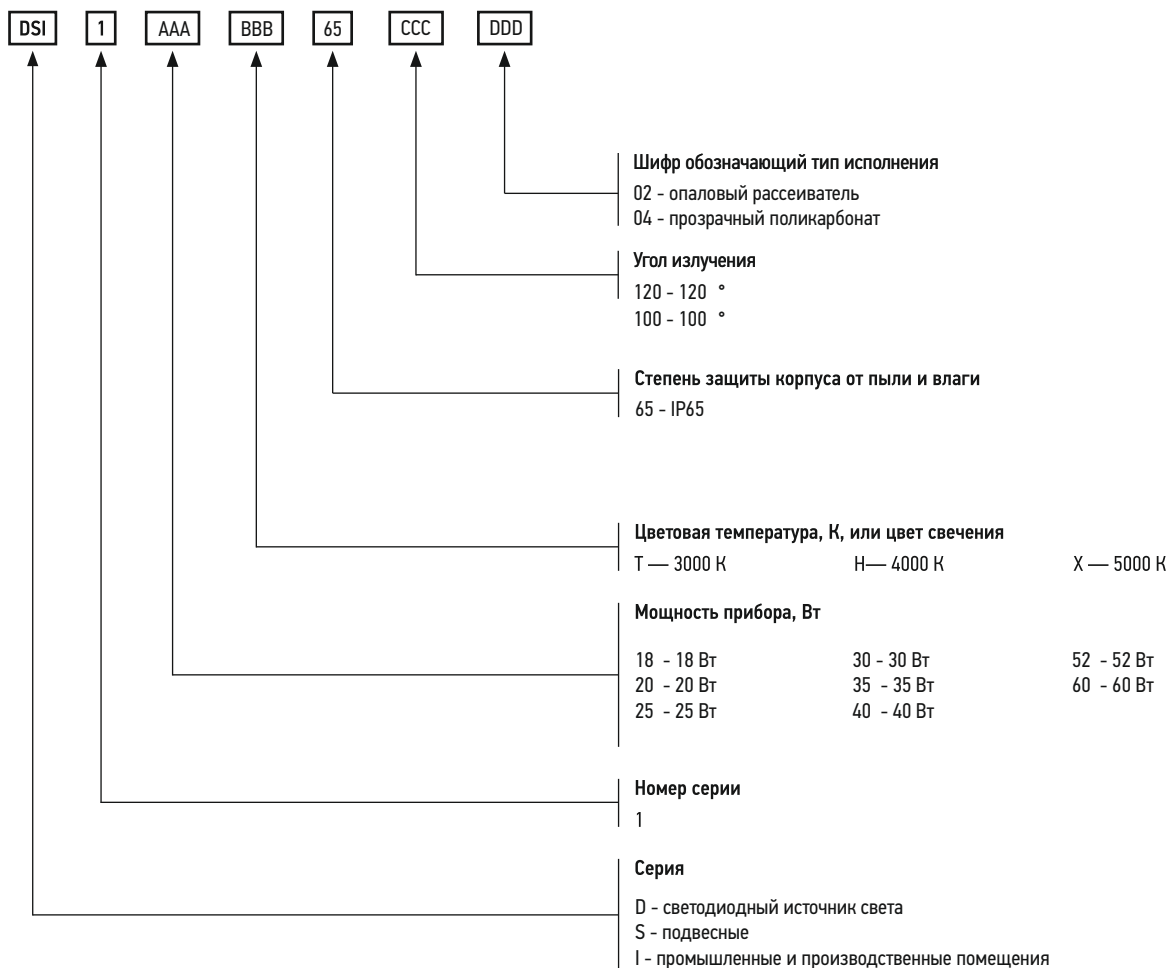 DSI 1 AAA BBB 65 CCC DDD
Шифр обозначающий тип исполнения
02 - опаловый рассеиватель
04 - прозрачный поликарбонат
Угол излучения
120 - 120 °
100 - 100 °
Степень защиты корпуса от пыли и влаги
65 - IP65
Цветовая температура, К, или цвет свечения
Т — 3000 К Н— 4000 К Х — 5000 К
Мощность прибора, Вт
18 - 18 Вт 30 - 30 Вт 52 - 52 Вт
20 - 20 Вт 35 - 35 Вт 60 - 60 Вт
25 - 25 Вт 40 - 40 Вт
Номер серии
1
Серия
D - светодиодный источник света
S - подвесные
I - промышленные и производственные помещения